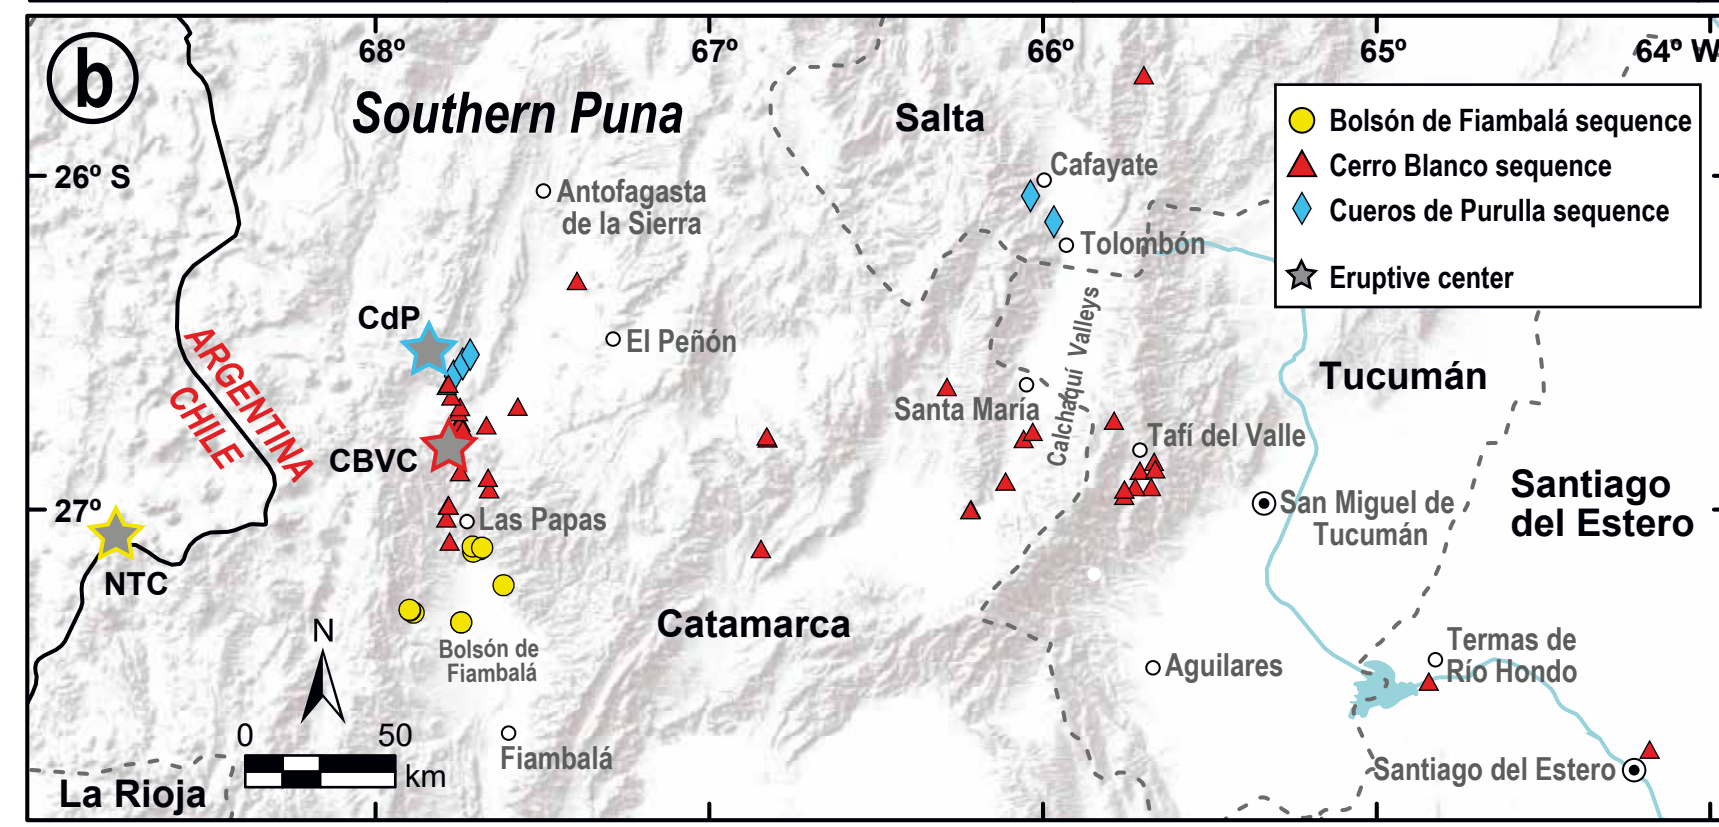 b
68º
67º
66º
65º
64º W
Southern Puna
Salta
Bolsón de Fiambalá sequence
Cerro Blanco sequence
Cueros de Purulla sequence
Eruptive center
26º S
Cafayate
Antofagasta
de la Sierra
Tolombón
CdP
El Peñón
ARGENTINA
CHILE
Calchaquí Valleys
Tucumán
Santa María
Tafí del Valle
CBVC
27º
Las Papas
San Miguel de
Tucumán
Santiago
del Estero
NTC
Catamarca
N
Bolsón de
Fiambalá
Aguilares
Termas de
Río Hondo
0 50
km
Fiambalá
Santiago del Estero
La Rioja